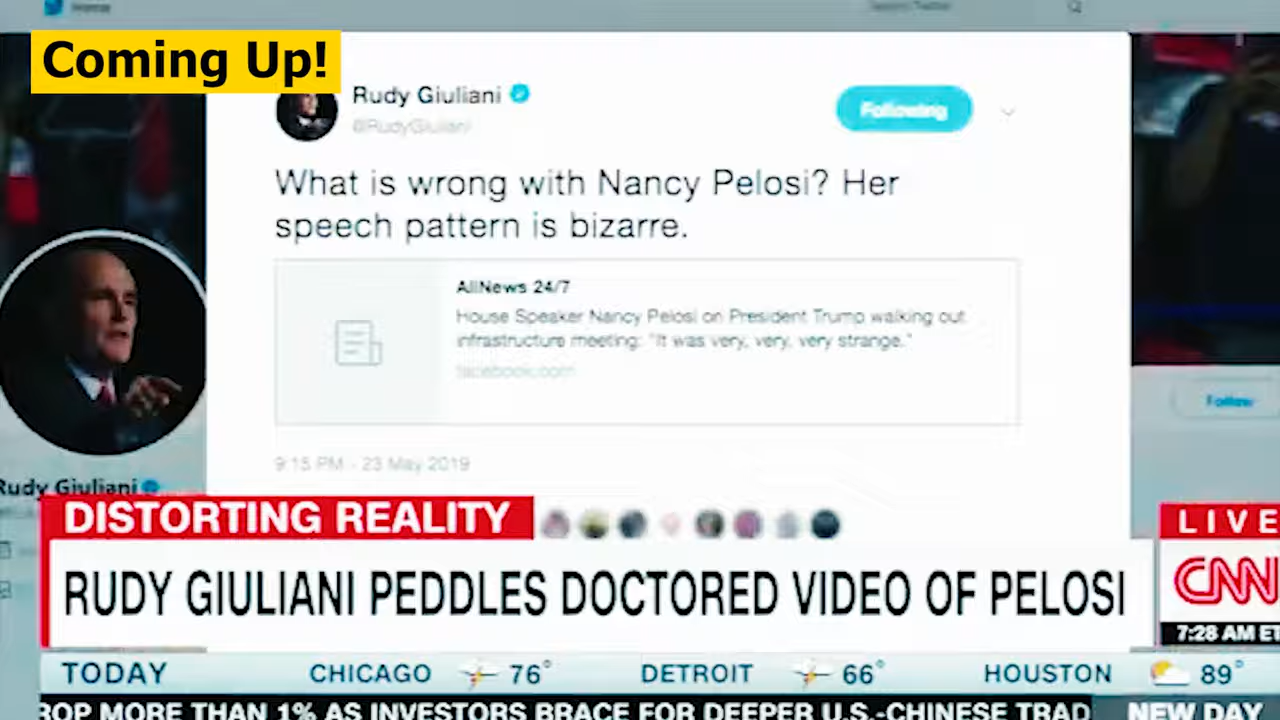 Home
Coming Up!
Rudy Giuliani
@RudyGiuliani
Following
What is wrong with Nancy Pelosi? Her
speech pattern is bizarre.
AllNews 24/7
House Speaker Nancy Pelosi on President Trump walking out
infrastructure meeting: "It was very, very, very strange."
facebook.com
Follow
9:15 PM - 23 May 2019
Rudy Giuliani
DISTORTING REALITY
LIVE
RUDY GIULIANI PEDDLES DOCTORED VIDEO OF PELOSI
CNN
7:28 AM ET
TODAY CHICAGO 76° DETROIT 66° HOUSTON 89°
ROP MORE THAN 1% AS INVESTORS BRACE FOR DEEPER U.S.-CHINESE TRAD NEW DAY